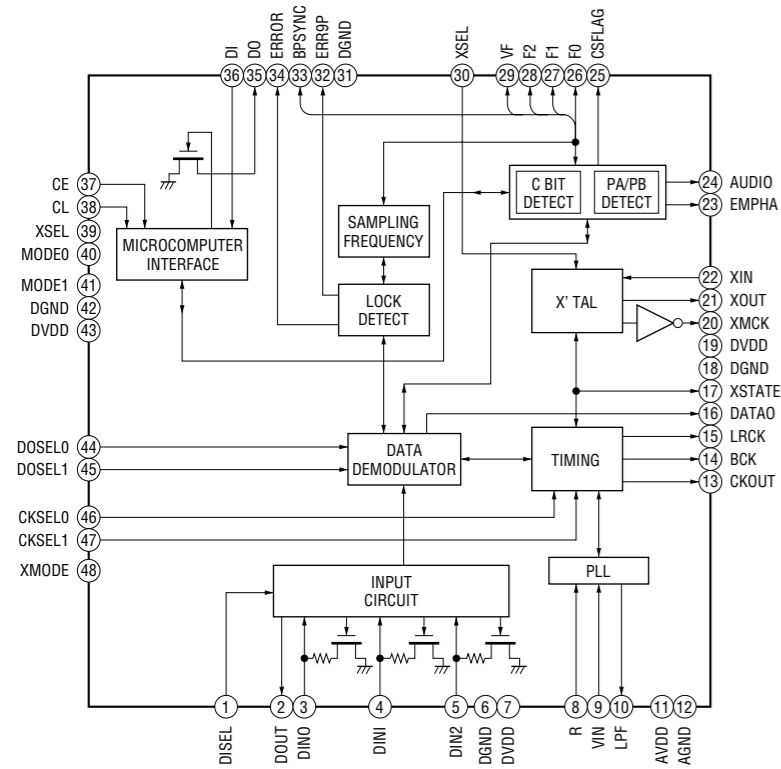 DI
DO
ERROR
BPSYNC
ERR9P
DGND
XSEL
VF
F2
F1
F0
CSFLAG
36
35
34
33
32
31
30
29
28
27
26
25
CE 37
CL 38
XSEL 39
MODE0 40
MODE1 41
DGND 42
DVDD 43
DOSEL0 44
DOSEL1 45
CKSEL0 46
CKSEL1 47
XMODE 48
MICROCOMPUTER
INTERFACE
SAMPLING
FREQUENCY
LOCK
DETECT
C BIT
DETECT
PA/PB
DETECT
X' TAL
DATA
DEMODULATOR
TIMING
INPUT
CIRCUIT
PLL
24 AUDIO
23 EMPHA
22 XIN
21 XOUT
20 XMCK
19 DVDD
18 DGND
17 XSTATE
16 DATAO
15 LRCK
14 BCK
13 CKOUT
1
2
3
4
5
6
7
8
9
10
11
12
DISEL
DOUT
DINO
DINI
DIN2
DGND
DVDD
R
VIN
LPF
AVDD
AGND